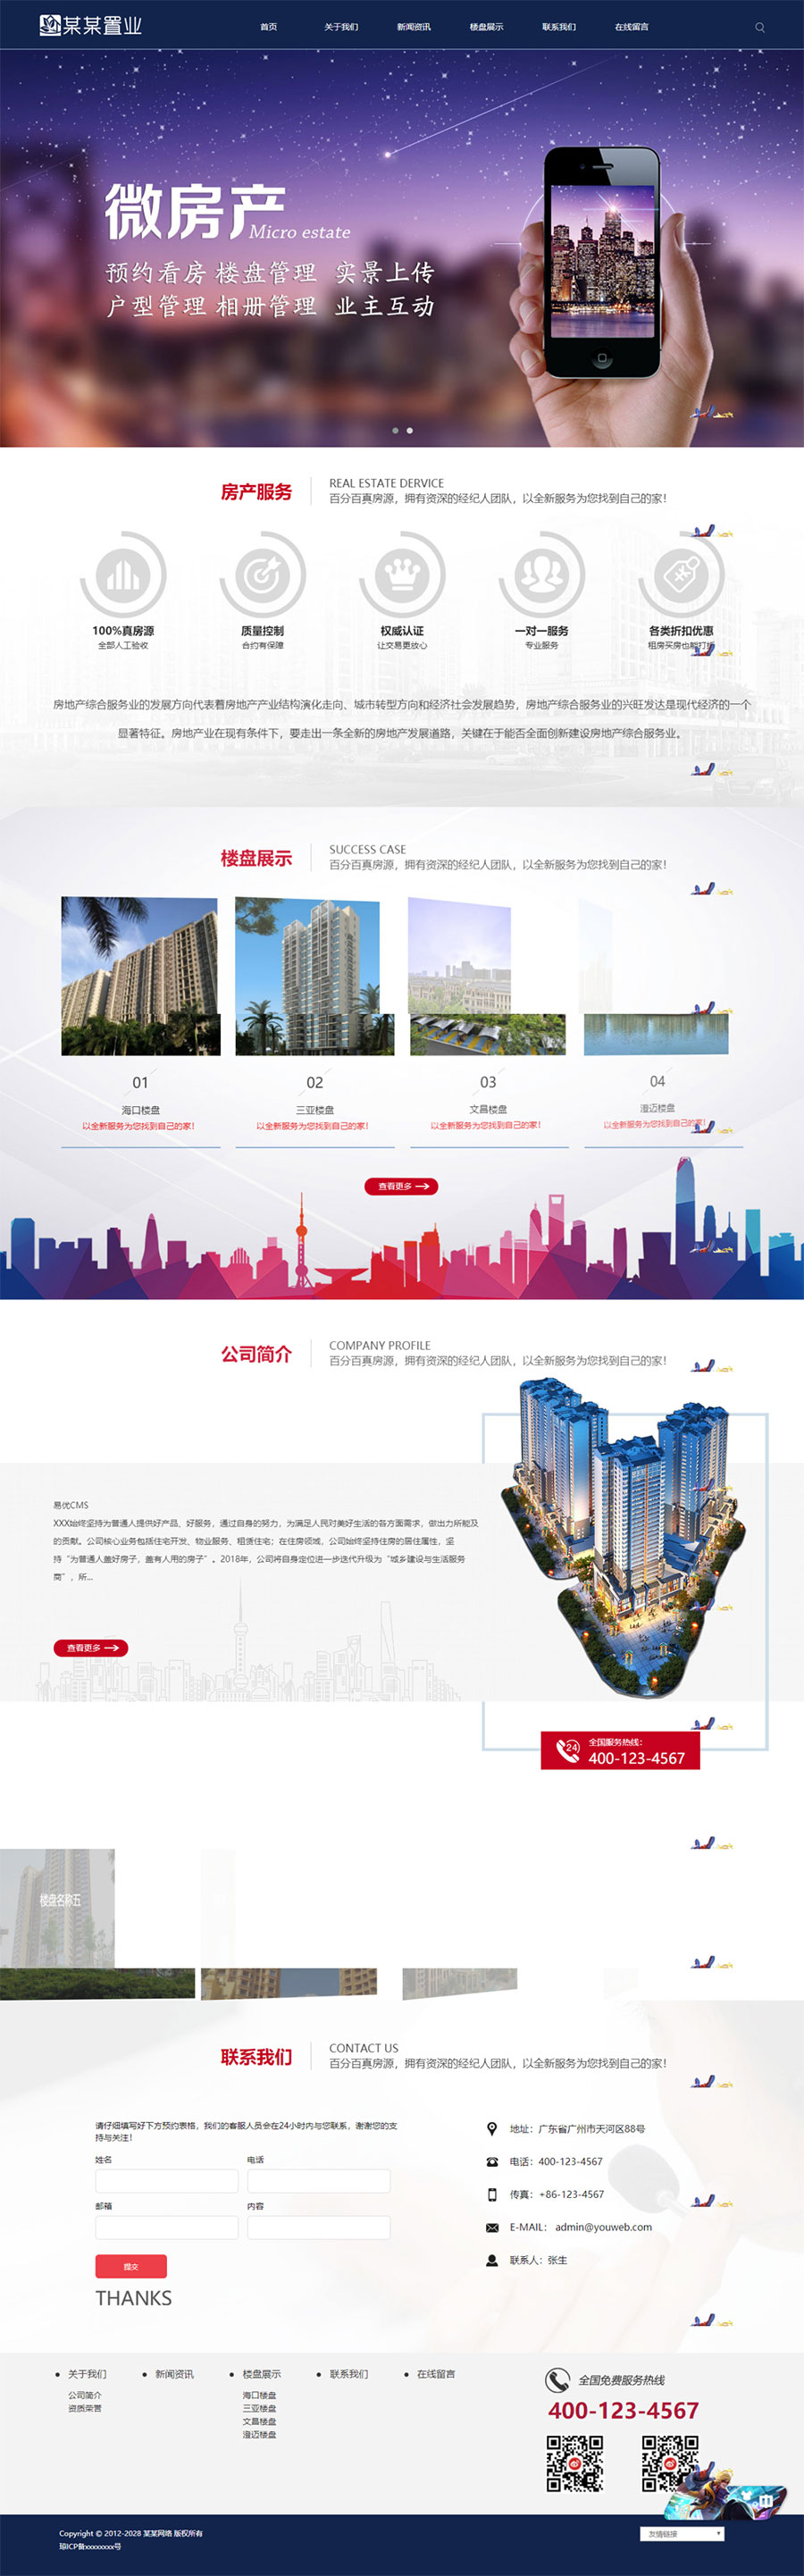 某某置业
首页 关于我们 新闻资讯 楼盘展示 联系我们 在线留言
微房产
Micro estate
预约看房 楼盘管理 实景上传
户型管理 相册管理 业主互动
房产服务
REAL ESTATE DERVICE
百分百真房源，拥有资深的经纪人团队，以全新服务为您找到自己的家！
100%真房源
全部人工验收
质量控制
合约有保障
权威认证
让交易更放心
一对一服务
专业服务
各类折扣优惠
租房买房也能打折
房地产综合服务业的发展方向代表着房地产产业结构演化走向、城市转型方向和经济社会发展趋势，房地产综合服务业的兴旺发达是现代经济的一个
显著特征。房地产业在现有条件下，要走出一条全新的房地产发展道路，关键在于能否全面创新建设房地产综合服务业。
楼盘展示
SUCCESS CASE
百分百真房源，拥有资深的经纪人团队，以全新服务为您找到自己的家！
01
海口楼盘
以全新服务为您找到自己的家！
02
三亚楼盘
以全新服务为您找到自己的家！
03
文昌楼盘
以全新服务为您找到自己的家！
04
澄迈楼盘
以全新服务为您找到自己的家！
查看更多
公司简介
COMPANY PROFILE
百分百真房源，拥有资深的经纪人团队，以全新服务为您找到自己的家！
易优CMS
XXX始终坚持为普通人提供好产品、好服务，通过自身的努力，为满足人民对美好生活的各方面需求，做出力所能及
的贡献。公司核心业务包括住宅开发、物业服务、租赁住宅；在住房领域，公司始终坚持住房的居住属性，坚
持“为普通人盖好房子，盖有人用的房子”。2018年，公司将自身定位进一步迭代升级为“城乡建设与生活服务
商”，所...
查看更多
24
全国服务热线：
400-123-4567
楼盘名称五
联系我们
CONTACT US
百分百真房源，拥有资深的经纪人团队，以全新服务为您找到自己的家！
请仔细填写好下方预约表格，我们的客服人员会在24小时内与您联系，谢谢您的支
持与关注！
姓名 电话
邮箱 内容
提交
THANKS
地址：广东省广州市天河区88号
电话：400-123-4567
传真：+86-123-4567
E-MAIL： admin@youweb.com
联系人：张生
关于我们
公司简介
资质荣誉
新闻资讯
楼盘展示
海口楼盘
三亚楼盘
文昌楼盘
澄迈楼盘
联系我们
在线留言
全国免费服务热线
400-123-4567
Copyright © 2012-2028 某某网络 版权所有
琼ICP备xxxxxxxx号
友情链接